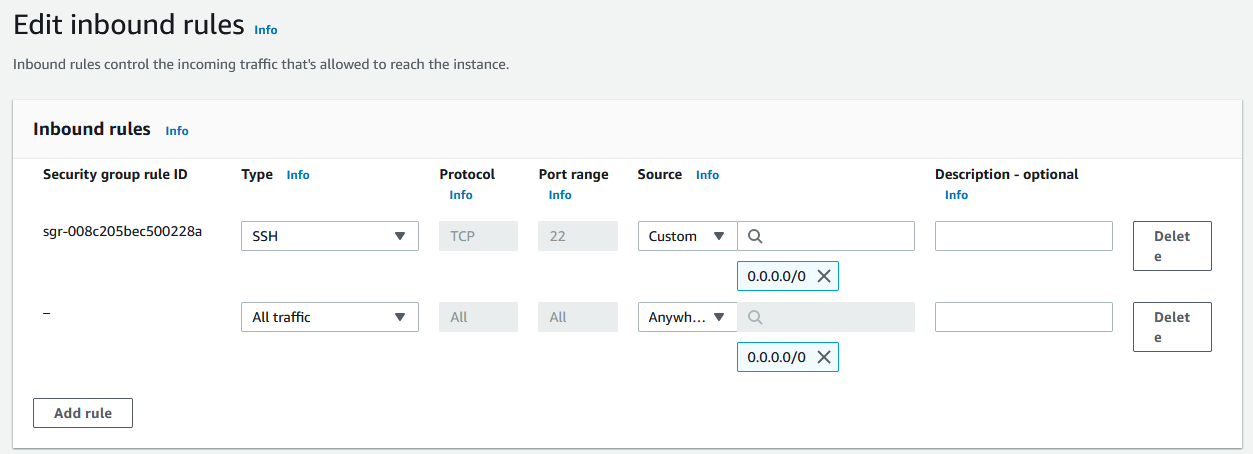 Edit inbound rules Info
Inbound rules control the incoming traffic that's allowed to reach the instance.
Inbound rules Info
Security group rule ID Type Info Protocol Info Port range Info Source Info Description - optional Info
sgr-008c205bec500228a SSH TCP 22 Custom Delet
e
0.0.0.0/0
– All traffic All All Anywh... Delet
e
0.0.0.0/0
Add rule